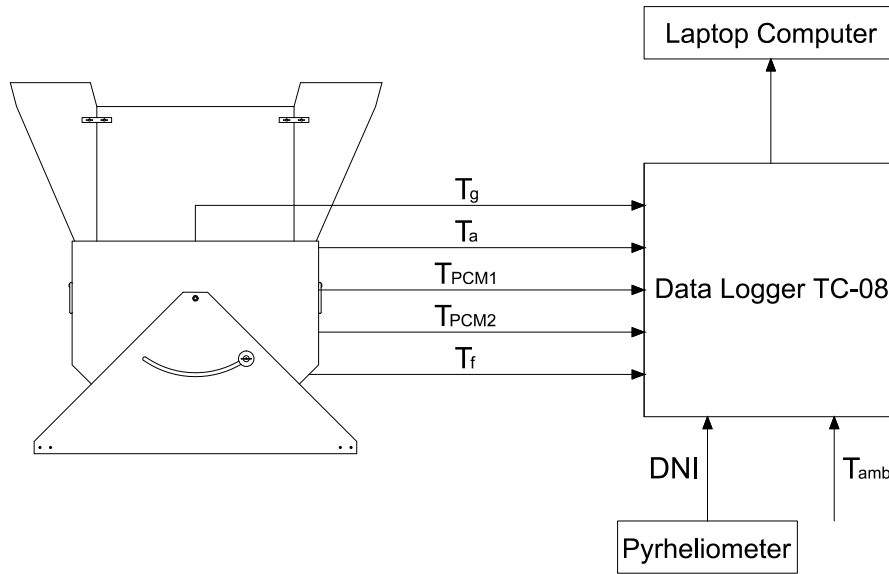 Laptop Computer
Tg
Ta
TPCM1
TPCM2
Tf
Data Logger TC-08
DNI
Tamb
Pyrheliometer